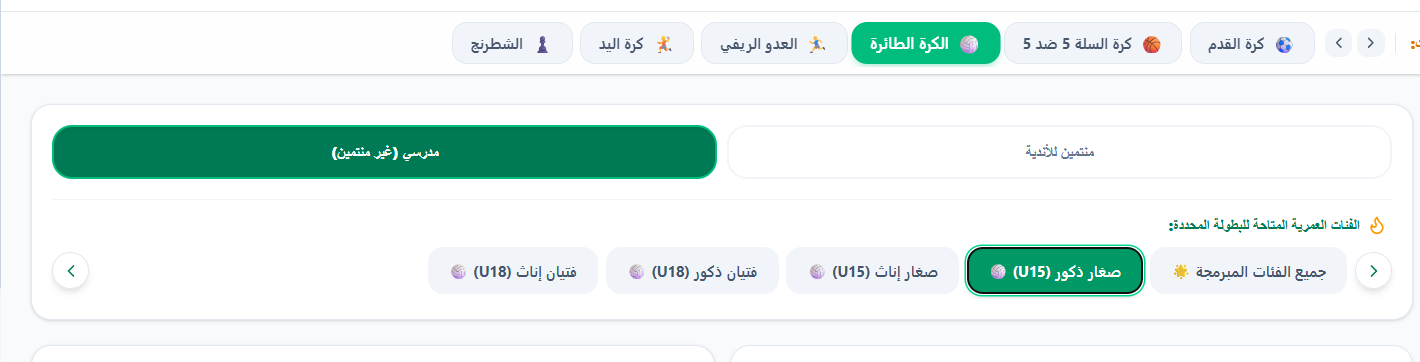 كرة القدم كرة السلة 5 ضد 5 الكرة الطائرة العدو الريفي كرة اليد الشطرنج
منتمين للأندية مدرسي (غير منتمين)
الفئات العمرية المتاحة للبطولة المحددة:
جميع الفئات المبرمجة صغار ذكور (U15) صغار إناث (U15) فتيان ذكور (U18) فتيان إناث (U18)